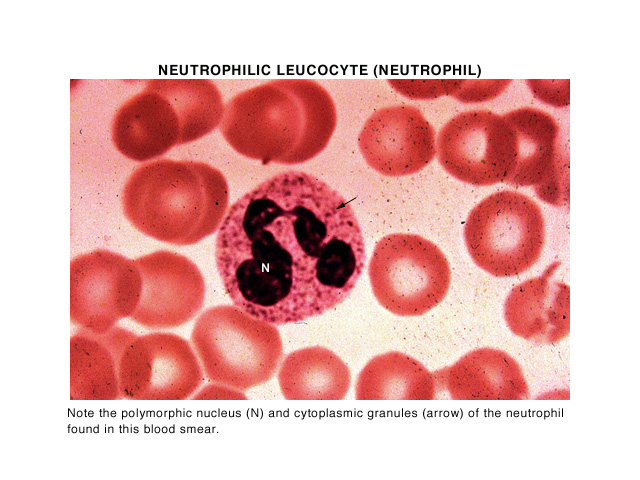 NEUTROPHILIC LEUCOCYTE (NEUTROPHIL)
N
Note the polymorphic nucleus (N) and cytoplasmic granules (arrow) of the neutrophil
found in this blood smear.